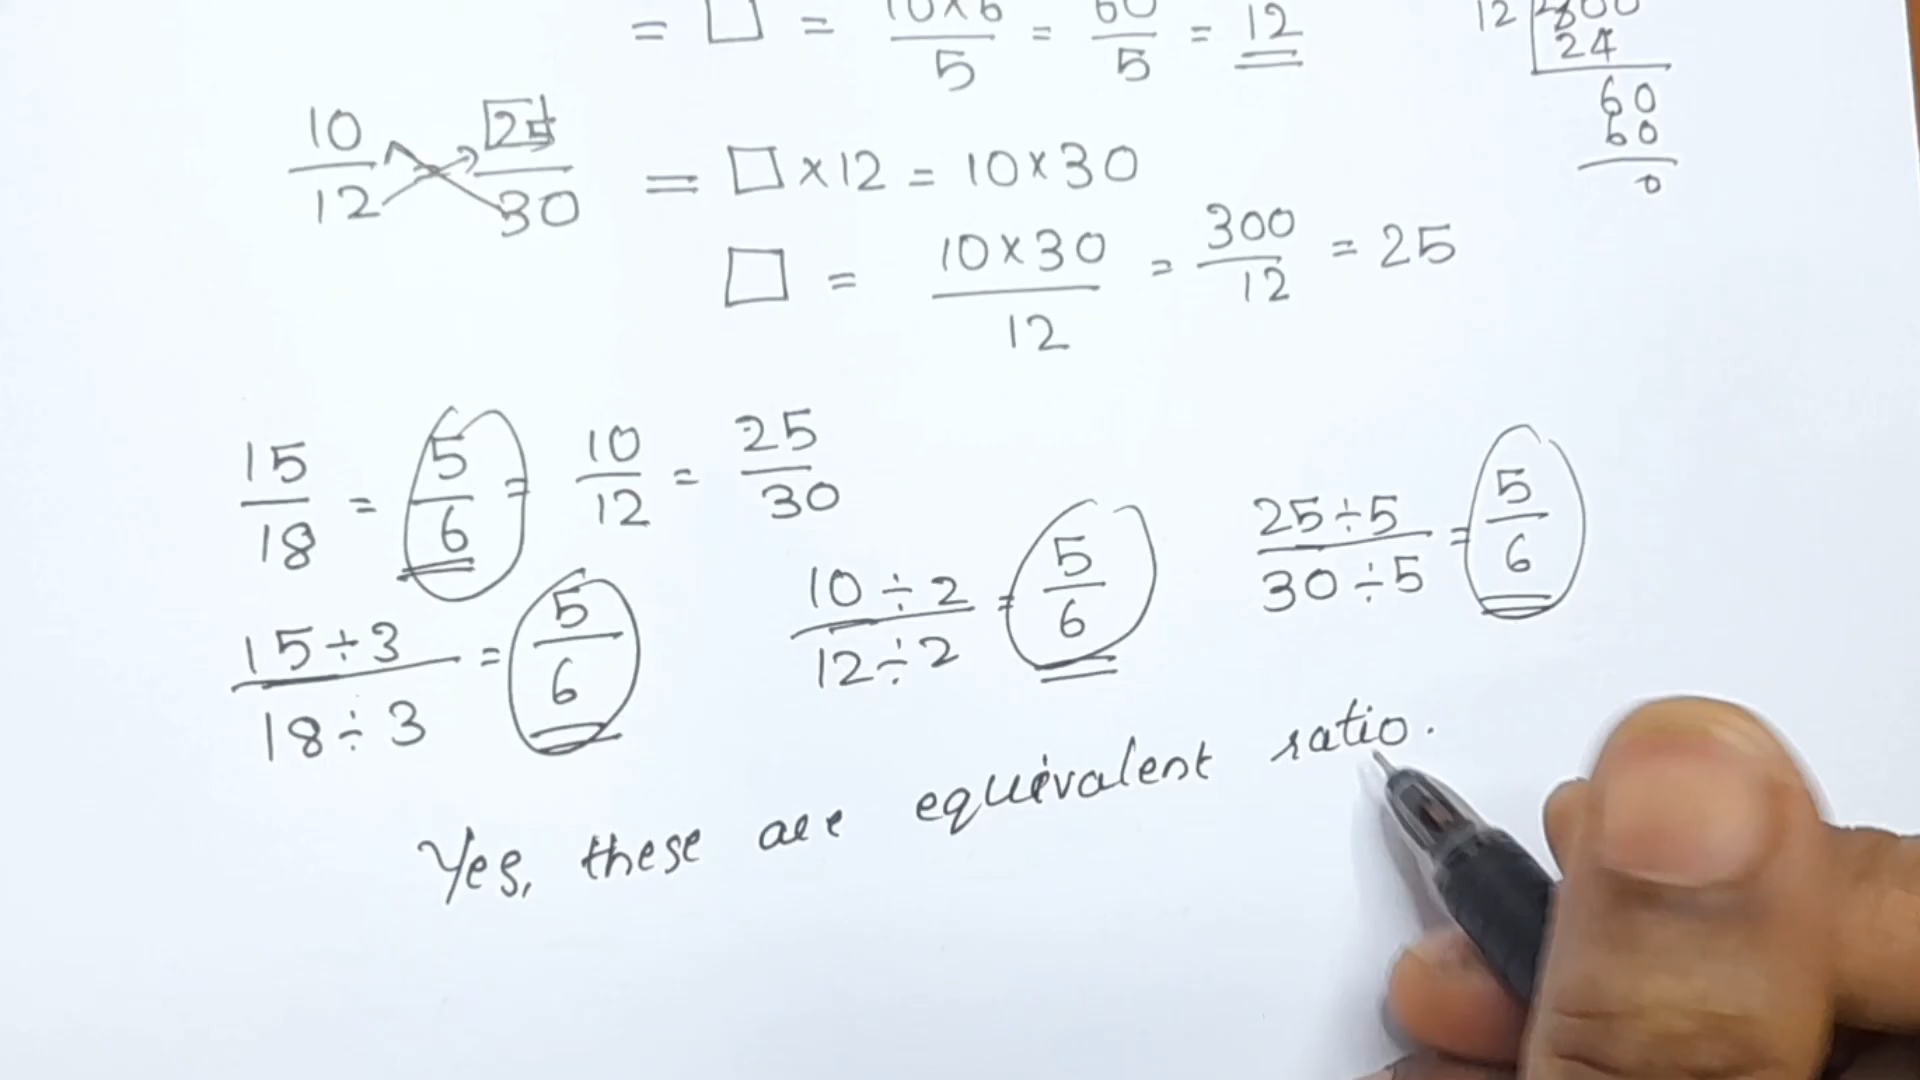 = □ = 10×6/5 = 60/5 = 12
10/12 = 25/30 = □ × 12 = 10 × 30
□ = 10×30/12 = 300/12 = 25
12
24
60
60
0
15/18 = 5/6 = 10/12 = 25/30
15÷3/18÷3 = 5/6
10÷2/12÷2 = 5/6
25÷5/30÷5 = 5/6
Yes, these are equivalent ratio.